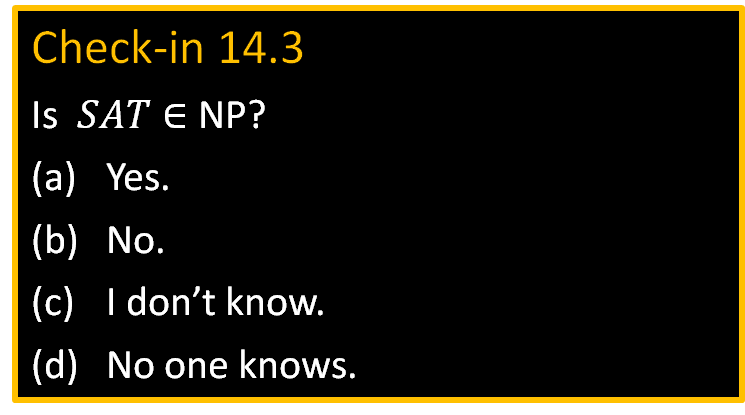 Check-in 14.3
Is 𝑆𝐴𝑇 ∈ NP?
(a) Yes.
(b) No.
(c) I don’t know.
(d) No one knows.